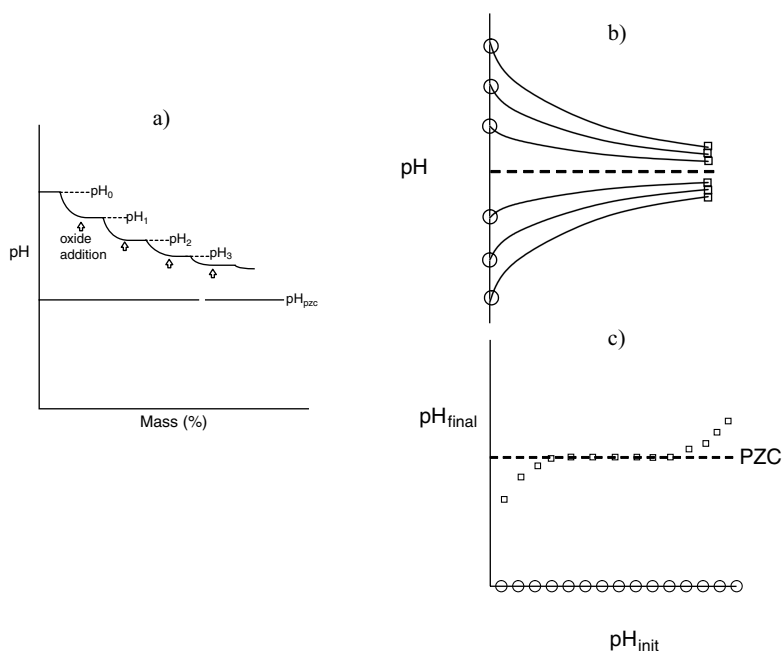 a)
pH₀
pH₁
pH₂
pH₃
oxide
addition
pH
pHpzc
Mass (%)
b)
pH
c)
pHfinal
PZC
pHinit